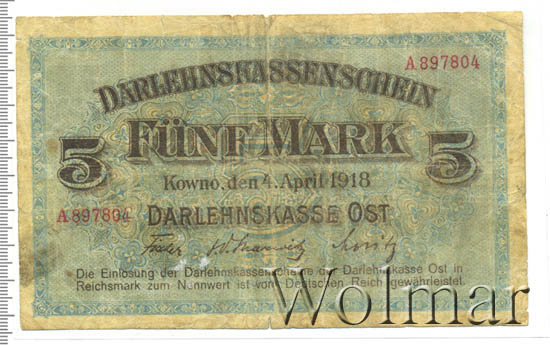 A 897804
DARLEHNSKASSENSCHEIN
5 FÜNF MARK 5
Kowno, den 4. April 1918
A 897804
DARLEHNSKASSE OST
Die Einlösung der Darlehnskassenscheine der Darlehnskasse Ost in
Reichsmark zum Nennwert ist vom Deutschen Reich gewährleistet.
Wolmar